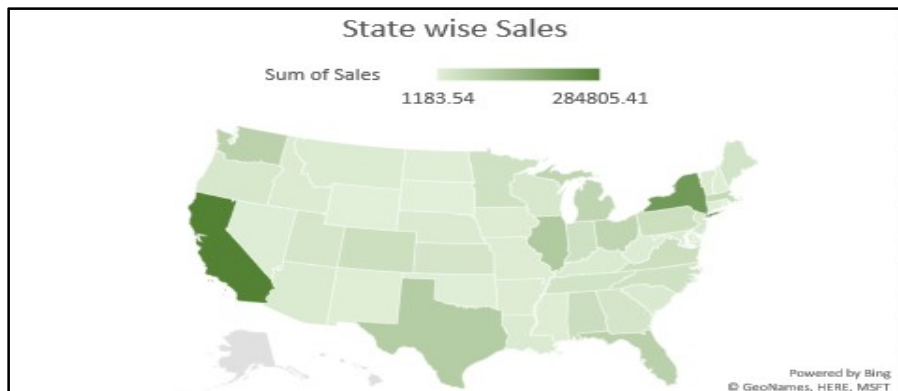 State wise Sales
Sum of Sales
1183.54 284805.41
Powered by Bing
© GeoNames, HERE, MSFT